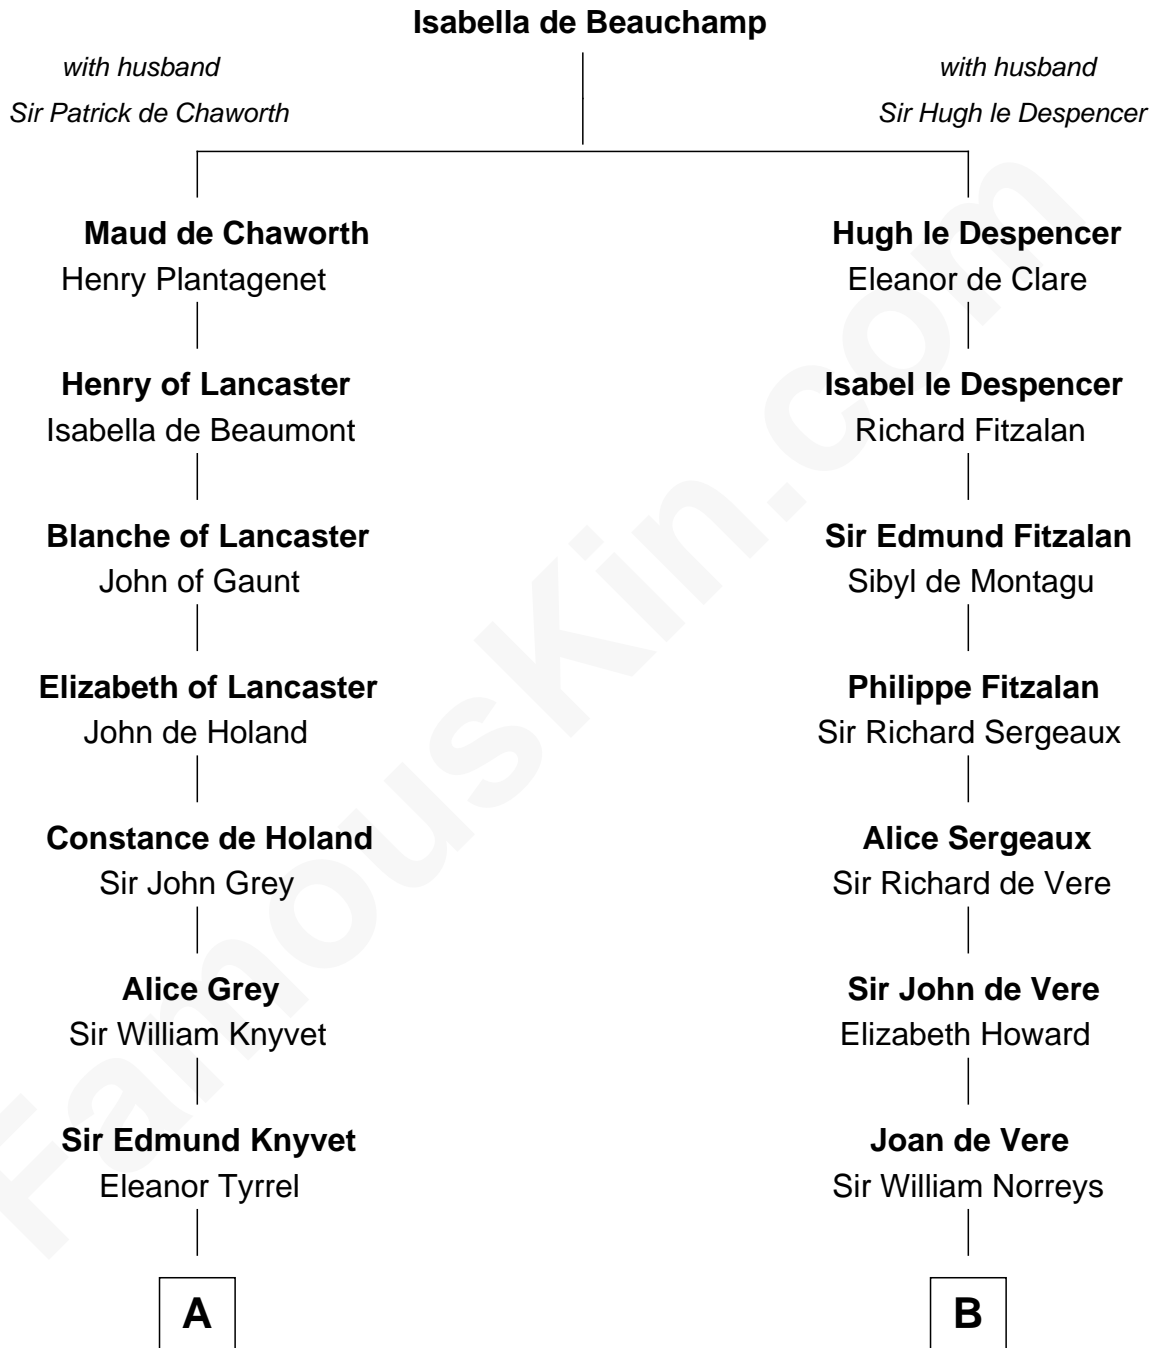 Isabella de Beauchamp
with husband
Sir Patrick de Chaworth
with husband
Sir Hugh le Despencer
Maud de Chaworth
Henry Plantagenet
Hugh le Despencer
Eleanor de Clare
Henry of Lancaster
Isabella de Beaumont
Isabel le Despencer
Richard Fitzalan
Blanche of Lancaster
John of Gaunt
Sir Edmund Fitzalan
Sibyl de Montagu
Elizabeth of Lancaster
John de Holand
Philippe Fitzalan
Sir Richard Sergeaux
Constance de Holand
Sir John Grey
Alice Sergeaux
Sir Richard de Vere
Alice Grey
Sir William Knyvet
Sir John de Vere
Elizabeth Howard
Sir Edmund Knyvet
Eleanor Tyrrel
Joan de Vere
Sir William Norreys
A
B
FamousKin.com